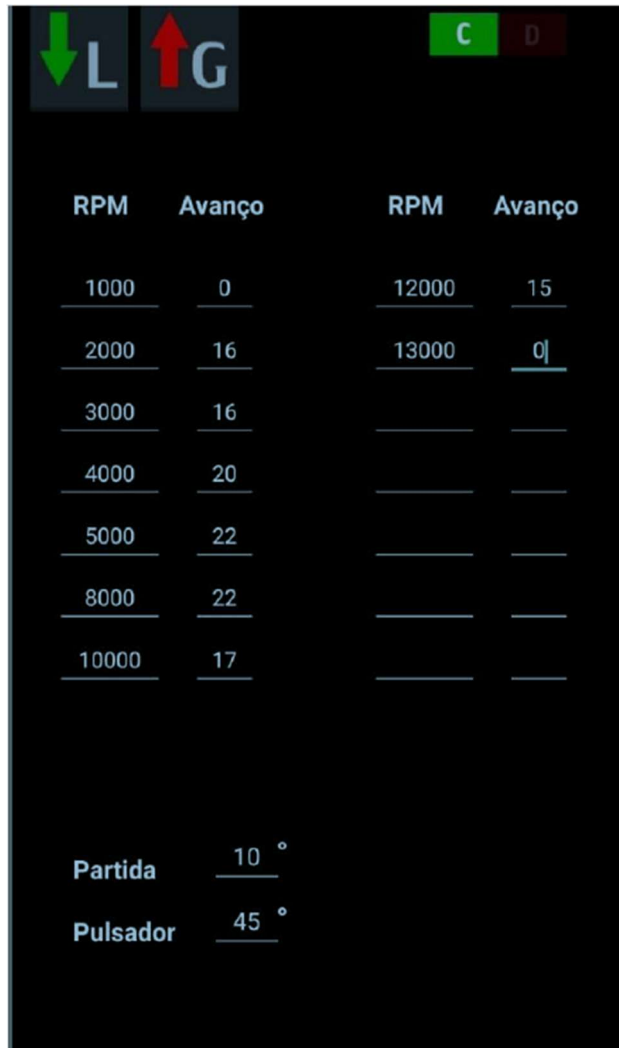 L G C D
RPM Avanço RPM Avanço
1000 0 12000 15
2000 16 13000 0
3000 16
4000 20
5000 22
8000 22
10000 17
Partida 10 °
Pulsador 45 °